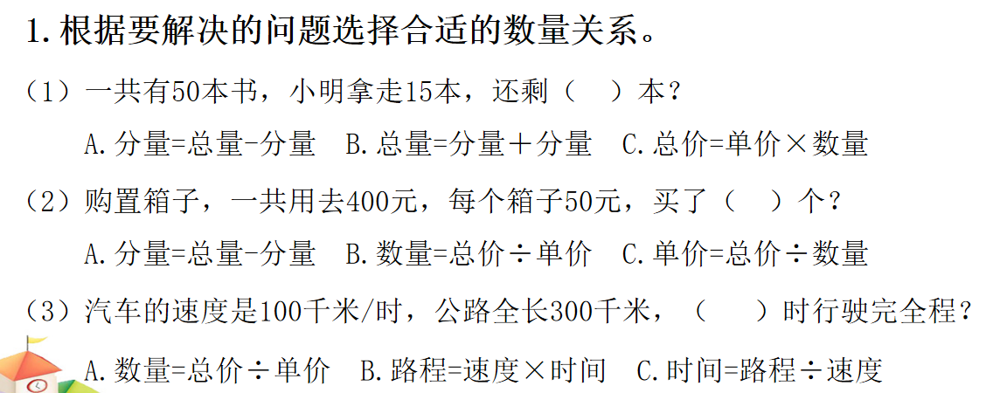 1.根据要解决的问题选择合适的数量关系。
（1）一共有50本书，小明拿走15本，还剩（ ）本？
A.分量=总量-分量 B.总量=分量＋分量 C.总价=单价×数量
（2）购置箱子，一共用去400元，每个箱子50元，买了（ ）个？
A.分量=总量-分量 B.数量=总价÷单价 C.单价=总价÷数量
（3）汽车的速度是100千米/时，公路全长300千米，（ ）时行驶完全程？
A.数量=总价÷单价 B.路程=速度×时间 C.时间=路程÷速度